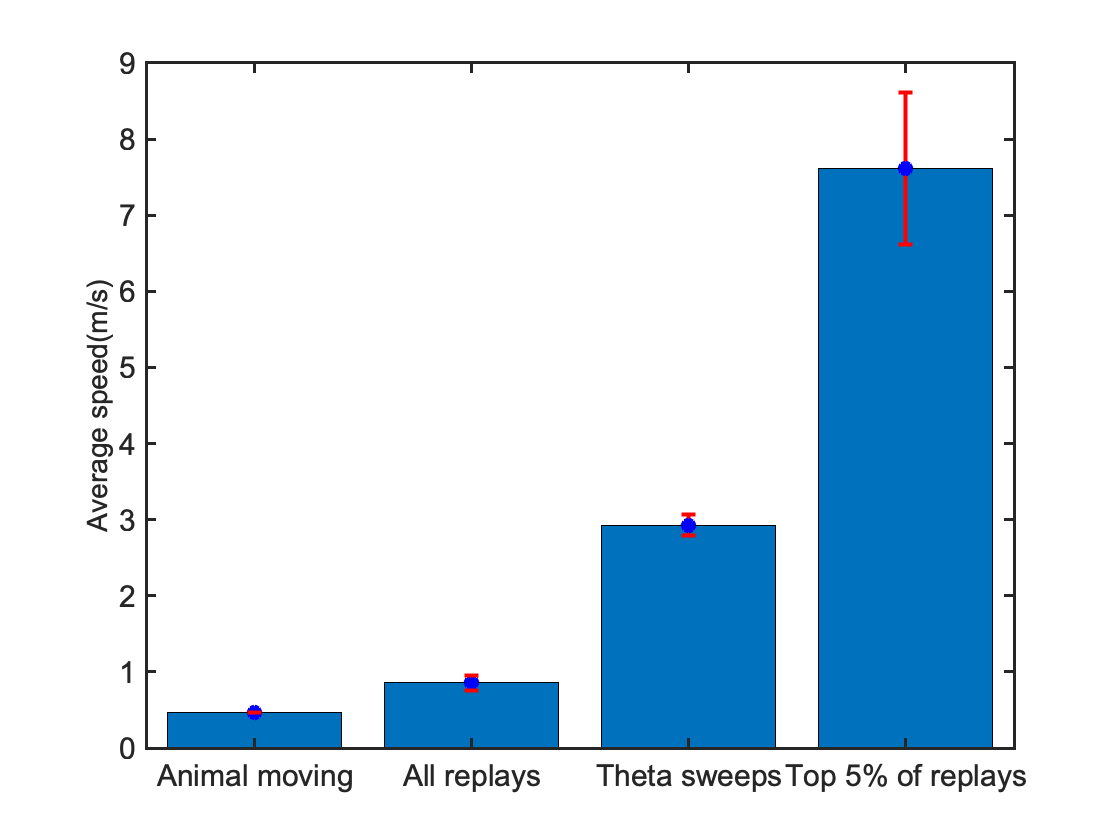 9
8
7
6
5
4
3
2
1
0
Average speed(m/s)
Animal moving
All replays
Theta sweeps
Top 5% of replays